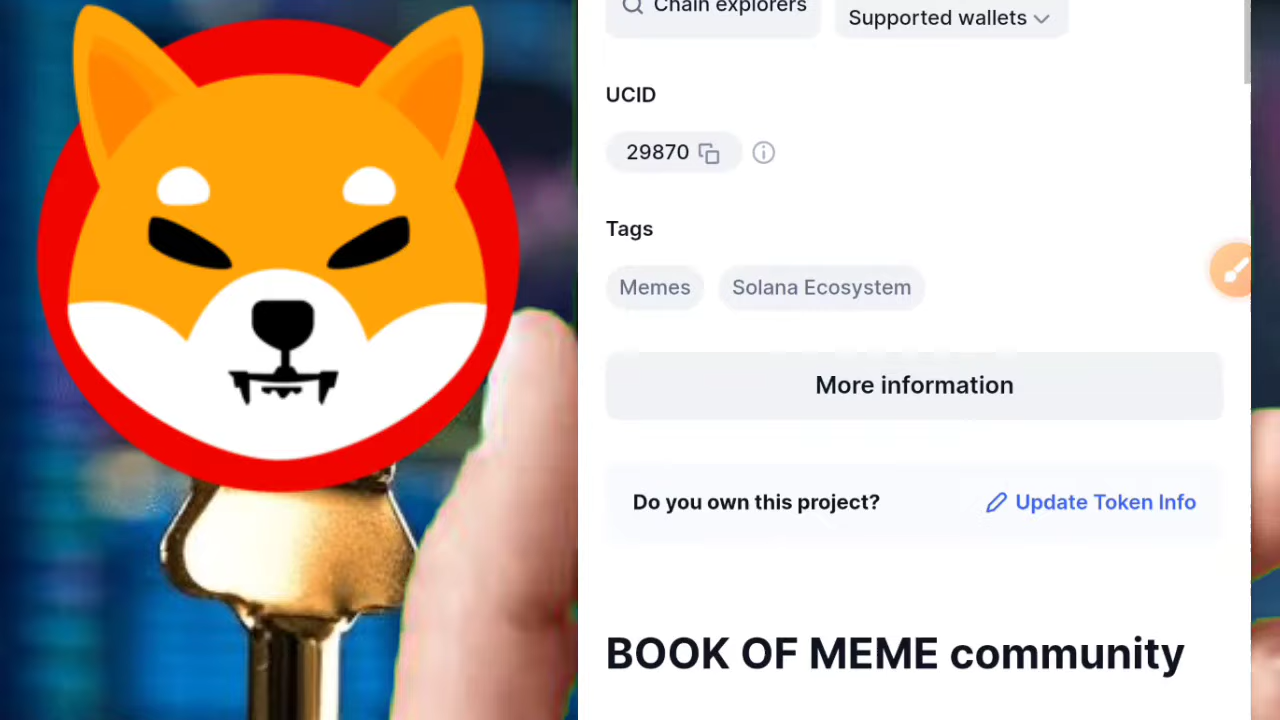 Chain explorers
Supported wallets
UCID
29870
Tags
Memes
Solana Ecosystem
More information
Do you own this project?
Update Token Info
BOOK OF MEME community